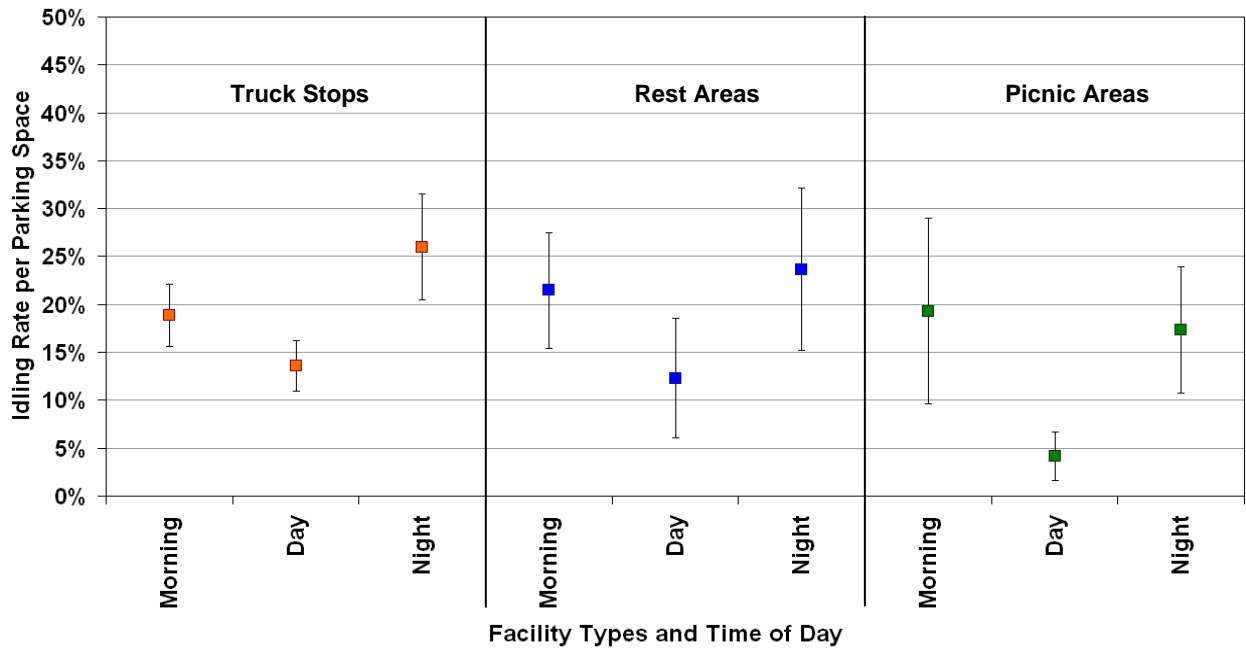 50%
45%
40%
35%
30%
25%
20%
15%
10%
5%
0%
Idling Rate per Parking Space
Truck Stops
Rest Areas
Picnic Areas
Morning
Day
Night
Morning
Day
Night
Morning
Day
Night
Facility Types and Time of Day